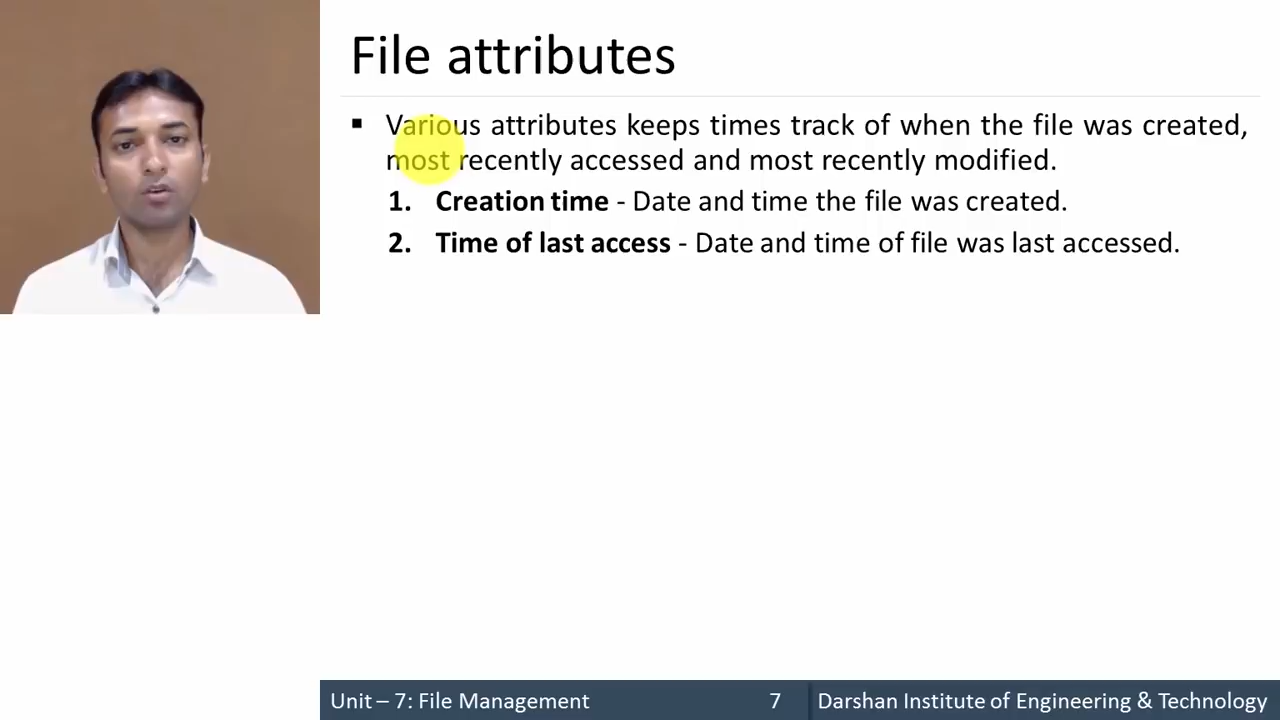 File attributes
▪ Various attributes keeps times track of when the file was created,
most recently accessed and most recently modified.
1. Creation time - Date and time the file was created.
2. Time of last access - Date and time of file was last accessed.
Unit – 7: File Management 7 Darshan Institute of Engineering & Technology